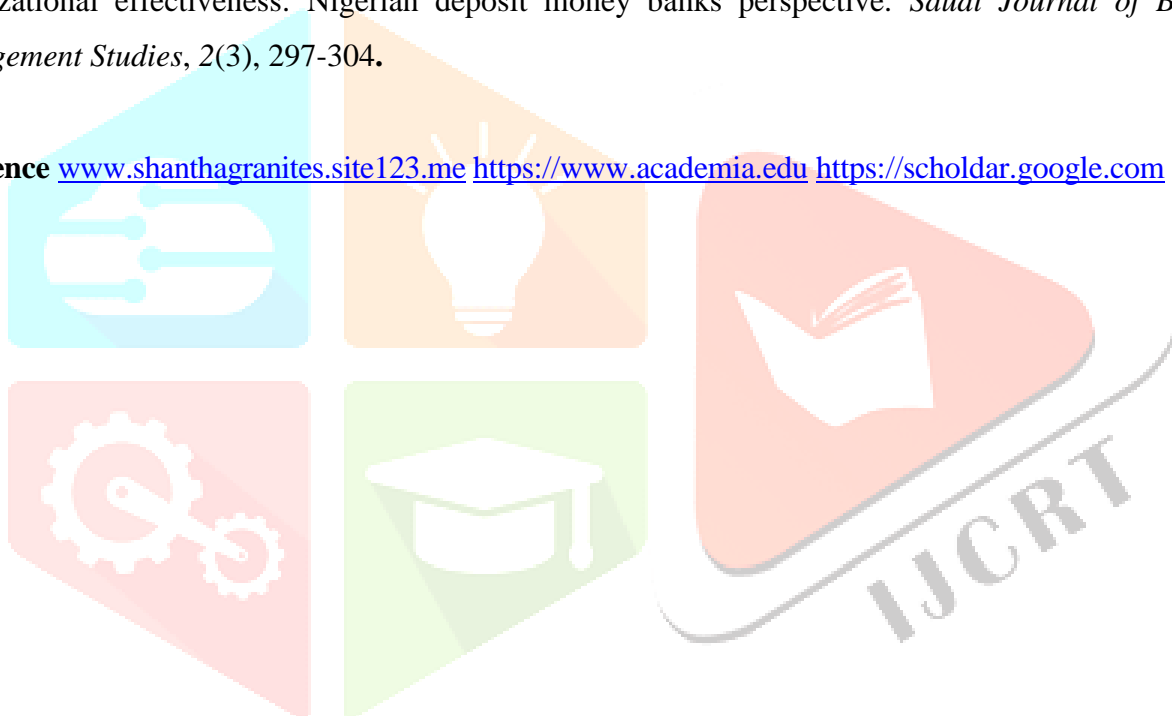 zational effectiveness: Nigerian deposit money banks perspective. Saudi Journal of B
gement Studies, 2(3), 297-304.
ence www.shanthagranites.site123.me https://www.academia.edu https://scholdar.google.com
IJCRT